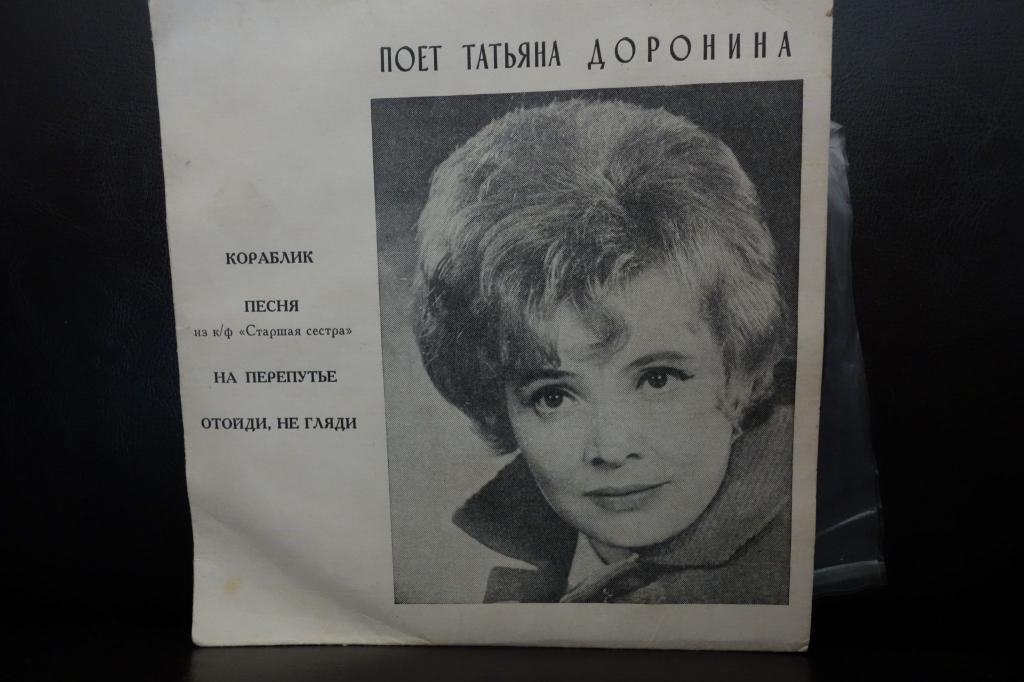 ПОЕТ ТАТЬЯНА ДОРОНИНА
КОРАБЛИК
ПЕСНЯ
из к/ф «Старшая сестра»
НА ПЕРЕПУТЬЕ
ОТОЙДИ, НЕ ГЛЯДИ